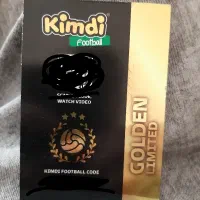 Kimdi
Football
WATCH VIDEO
KIMDI FOOTBALL CODE
GOLDEN
LIMITED